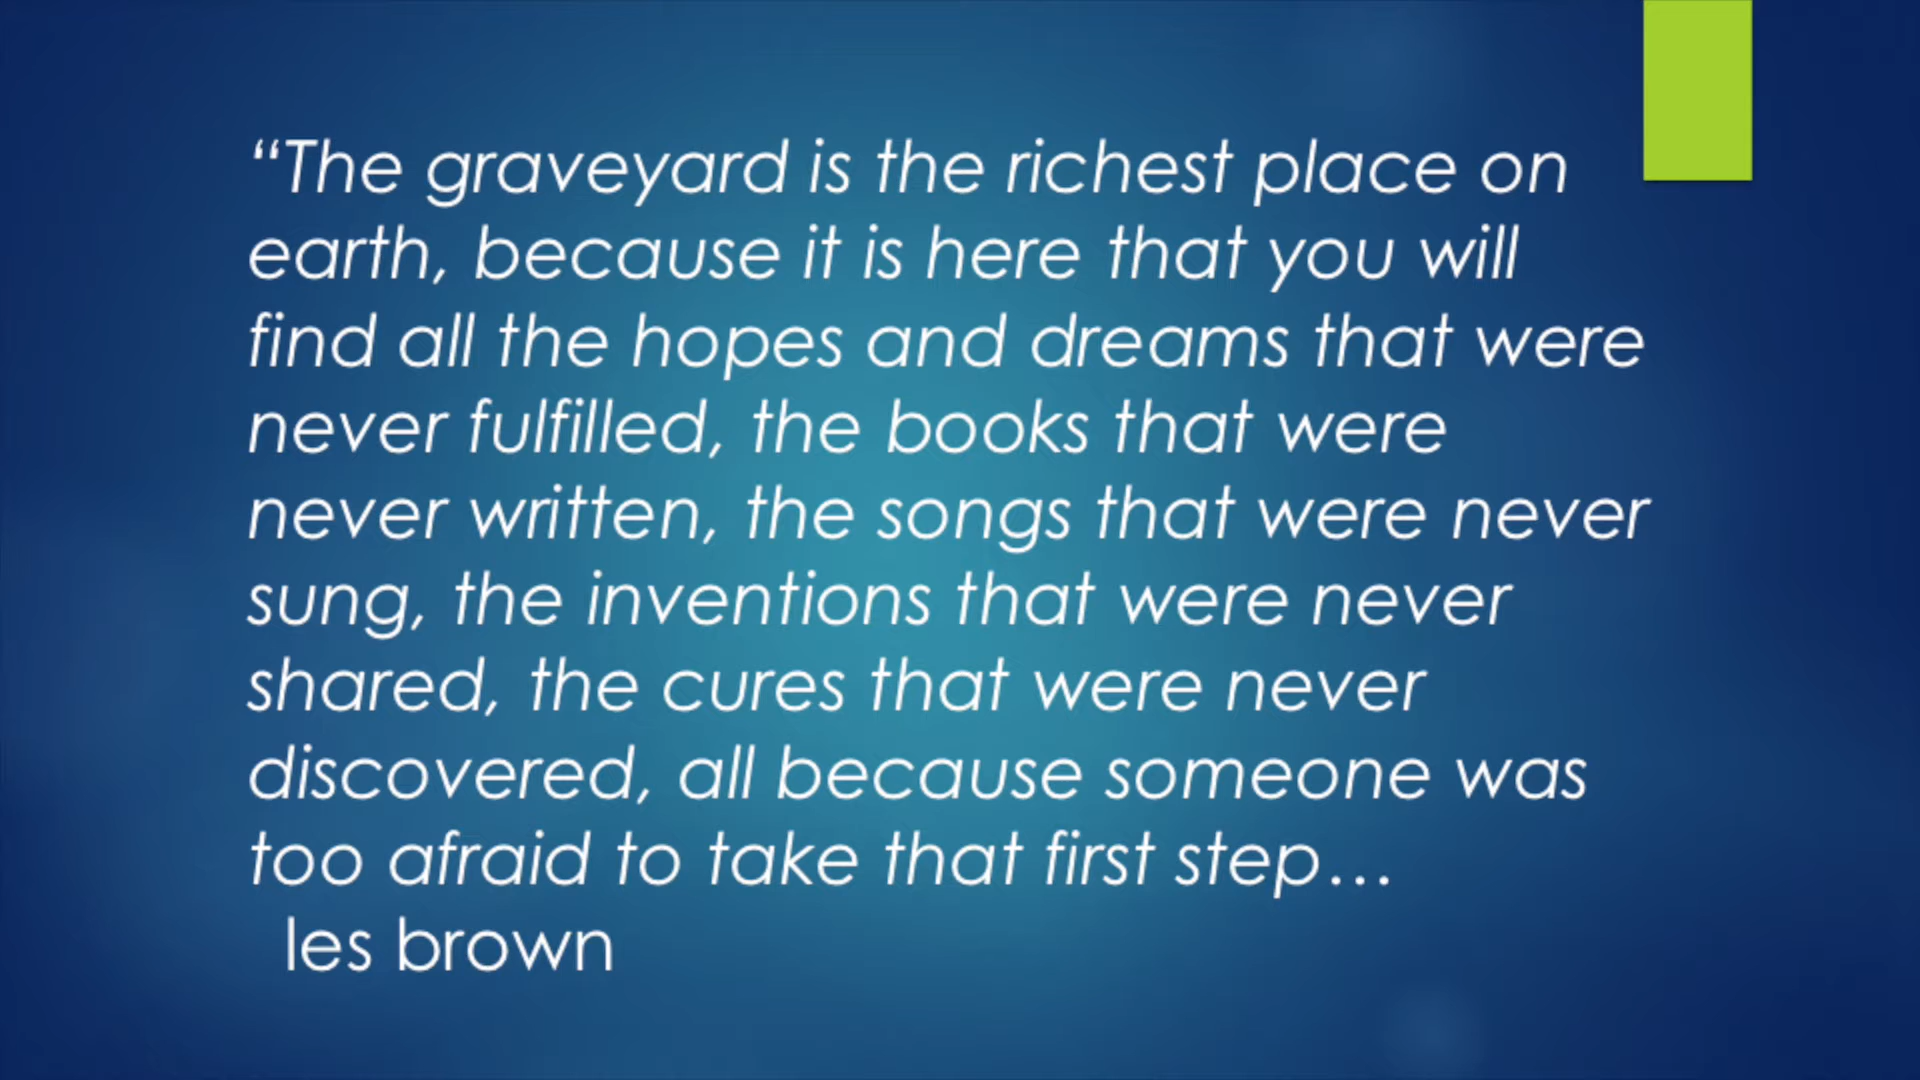 “The graveyard is the richest place on
earth, because it is here that you will
find all the hopes and dreams that were
never fulfilled, the books that were
never written, the songs that were never
sung, the inventions that were never
shared, the cures that were never
discovered, all because someone was
too afraid to take that first step…
les brown